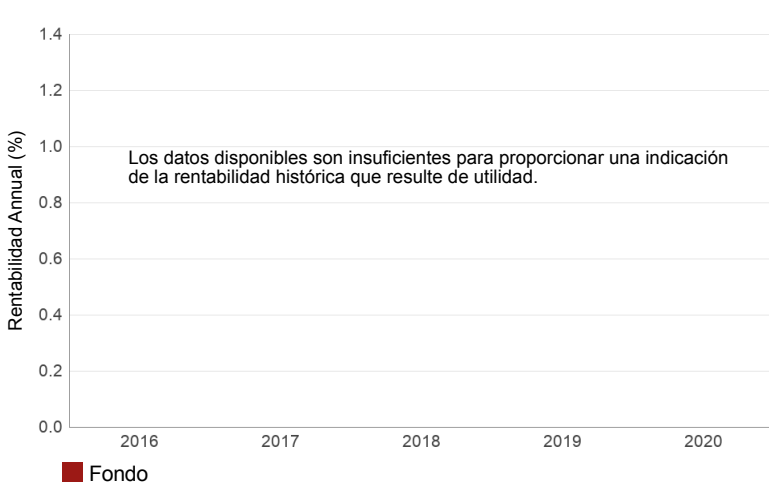 1.4
1.2
1.0
Los datos disponibles son insuficientes para proporcionar una indicación
de la rentabilidad histórica que resulte de utilidad.
0.8
0.6
0.4
0.2
0.0
Rentabilidad Annual (%)
2016 2017 2018 2019 2020
Fondo